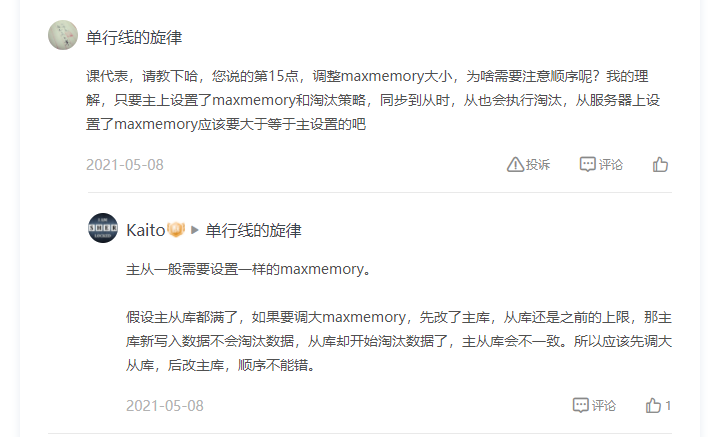 单行线的旋律
课代表，请教下哈，您说的第15点，调整maxmemory大小，为啥需要注意顺序呢？我的理
解，只要主上设置了maxmemory和淘汰策略，同步到从时，从也会执行淘汰，从服务器上设
置了maxmemory应该要大于等于主设置的吧
2021-05-08 投诉 评论
Kaito ▶ 单行线的旋律
主从一般需要设置一样的maxmemory。
假设主从库都满了，如果要调大maxmemory，先改了主库，从库还是之前的上限，那主
库新写入数据不会淘汰数据，从库却开始淘汰数据了，主从库会不一致。所以应该先调大
从库，后改主库，顺序不能错。
2021-05-08 评论 1